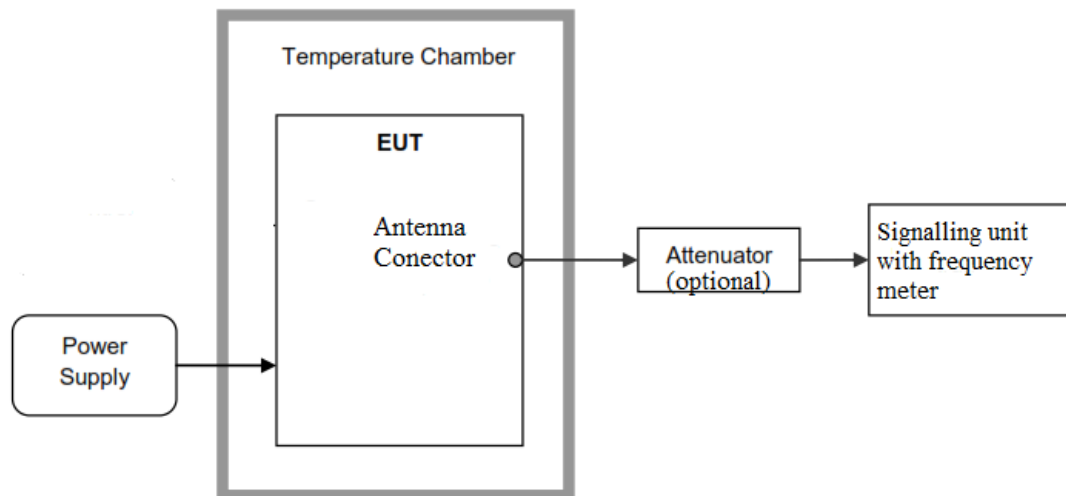 Temperature Chamber
EUT
Antenna
Conector
Attenuator
(optional)
Signalling unit
with frequency
meter
Power
Supply